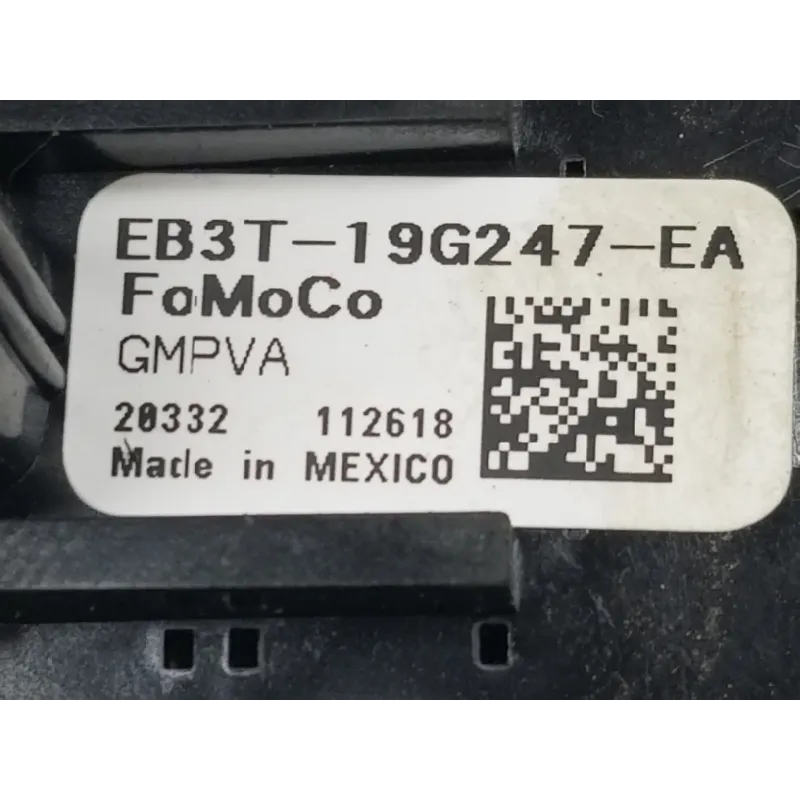 EB3T-19G247-EA
FoMoCo
GMPVA
20332 112618
Made in MEXICO